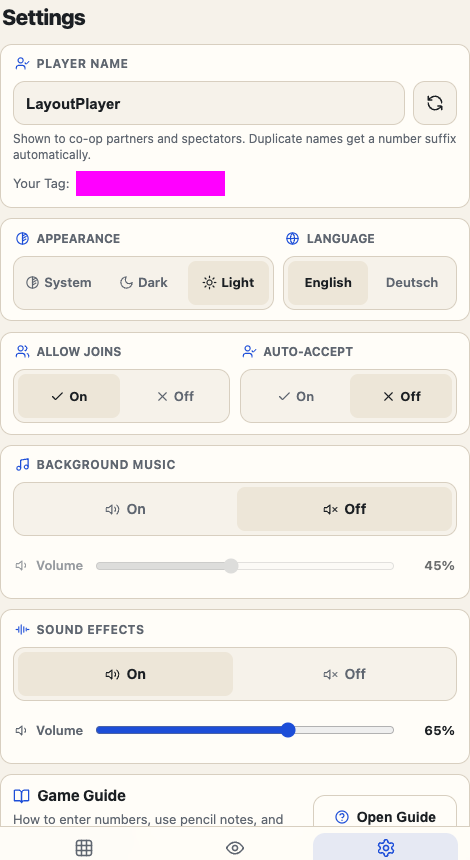 Settings
PLAYER NAME
LayoutPlayer
Shown to co-op partners and spectators. Duplicate names get a number suffix
automatically.
Your Tag:
APPEARANCE
LANGUAGE
System Dark Light
English Deutsch
ALLOW JOINS
AUTO-ACCEPT
On Off
On Off
BACKGROUND MUSIC
On Off
Volume 45%
SOUND EFFECTS
On Off
Volume 65%
Game Guide
How to enter numbers, use pencil notes, and
Open Guide